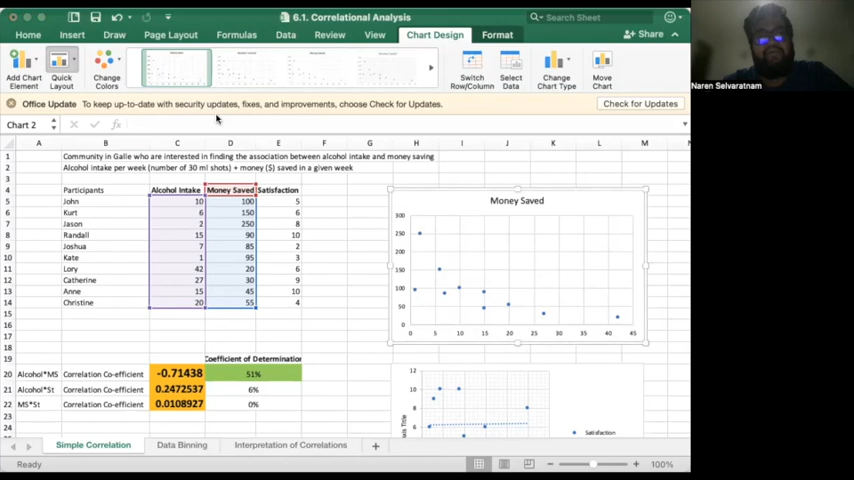 6.1. Correlational Analysis
Search Sheet
Home Insert Draw Page Layout Formulas Data Review View Chart Design Format Share
Add Chart Element
Quick Layout
Change Colors
Switch Row/Column
Select Data
Change Chart Type
Move Chart
Office Update To keep up-to-date with security updates, fixes, and improvements, choose Check for Updates. Check for Updates
Chart 2 fx
A B C D E F G H I J K L M
1 Community in Galle who are interested in finding the association between alcohol intake and money saving
2 Alcohol intake per week (number of 30 ml shots) + money ($) saved in a given week
3
4 Participants Alcohol Intake Money Saved Satisfaction
5 John 10 100 5
6 Kurt 6 150 6
7 Jason 2 250 8
8 Randall 15 90 10
9 Joshua 7 85 2
10 Kate 1 95 3
11 Lory 42 20 6
12 Catherine 27 30 9
13 Anne 15 45 10
14 Christine 20 55 4
15
16
17
18
19 Coefficient of Determination
20 Alcohol*MS Correlation Co-efficient -0.71438 51%
21 Alcohol*St Correlation Co-efficient 0.2472537 6%
22 MS*St Correlation Co-efficient 0.0108927 0%
23
24
Money Saved
300
250
200
150
100
50
0
0 5 10 15 20 25 30 35 40 45
12
10
8
6
Axis Title
Satisfaction
Simple Correlation Data Binning Interpretation of Correlations +
Ready 100%
Naren Selvaratnam